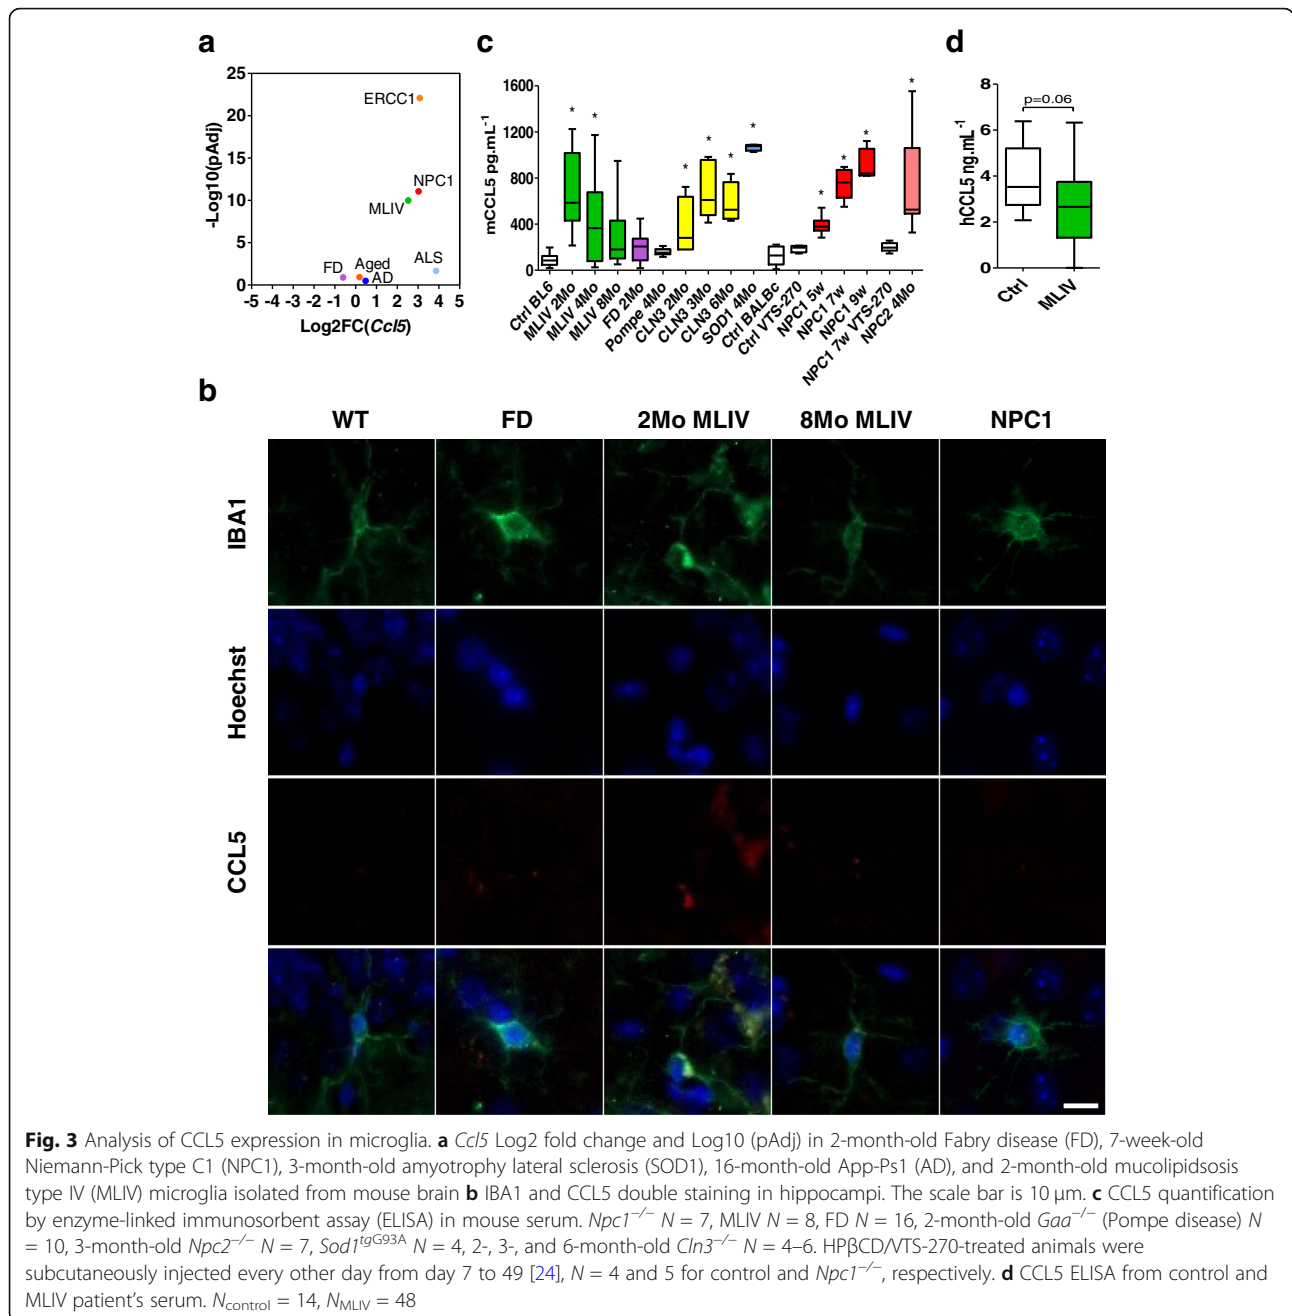 a
25
20
15
10
5
0
-Log10(pAdj)
ERCC1
NPC1
MLIV
FD
Aged
AD
ALS
-5 -4 -3 -2 -1 0 1 2 3 4 5
Log2FC(Ccl5)
c
1600
1200
800
400
0
mCCL5 pg.mL⁻¹
* * * * * * * * * *
Ctrl BL6
MLIV 2Mo
MLIV 4Mo
MLIV 8Mo
FD 2Mo
Pompe 4Mo
CLN3 2Mo
CLN3 3Mo
CLN3 6Mo
SOD1 4Mo
Ctrl BALBc
Ctrl VTS-270
NPC1 5w
NPC1 7w
NPC1 9w
NPC1 7w VTS-270
NPC2 4Mo
d
8
6
4
2
0
hCCL5 ng.mL⁻¹
p=0.06
Ctrl
MLIV
b
WT FD 2Mo MLIV 8Mo MLIV NPC1
IBA1
Hoechst
CCL5
Fig. 3 Analysis of CCL5 expression in microglia. a Ccl5 Log2 fold change and Log10 (pAdj) in 2-month-old Fabry disease (FD), 7-week-old
Niemann-Pick type C1 (NPC1), 3-month-old amyotrophy lateral sclerosis (SOD1), 16-month-old App-Ps1 (AD), and 2-month-old mucolipidsosis
type IV (MLIV) microglia isolated from mouse brain b IBA1 and CCL5 double staining in hippocampi. The scale bar is 10 μm. c CCL5 quantification
by enzyme-linked immunosorbent assay (ELISA) in mouse serum. Npc1⁻/⁻ N = 7, MLIV N = 8, FD N = 16, 2-month-old Gaa⁻/⁻ (Pompe disease) N
= 10, 3-month-old Npc2⁻/⁻ N = 7, Sod1ᵗᵍG93A N = 4, 2-, 3-, and 6-month-old Cln3⁻/⁻ N = 4–6. HPβCD/VTS-270-treated animals were
subcutaneously injected every other day from day 7 to 49 [24], N = 4 and 5 for control and Npc1⁻/⁻, respectively. d CCL5 ELISA from control and
MLIV patient's serum. Ncontrol = 14, NMLIV = 48